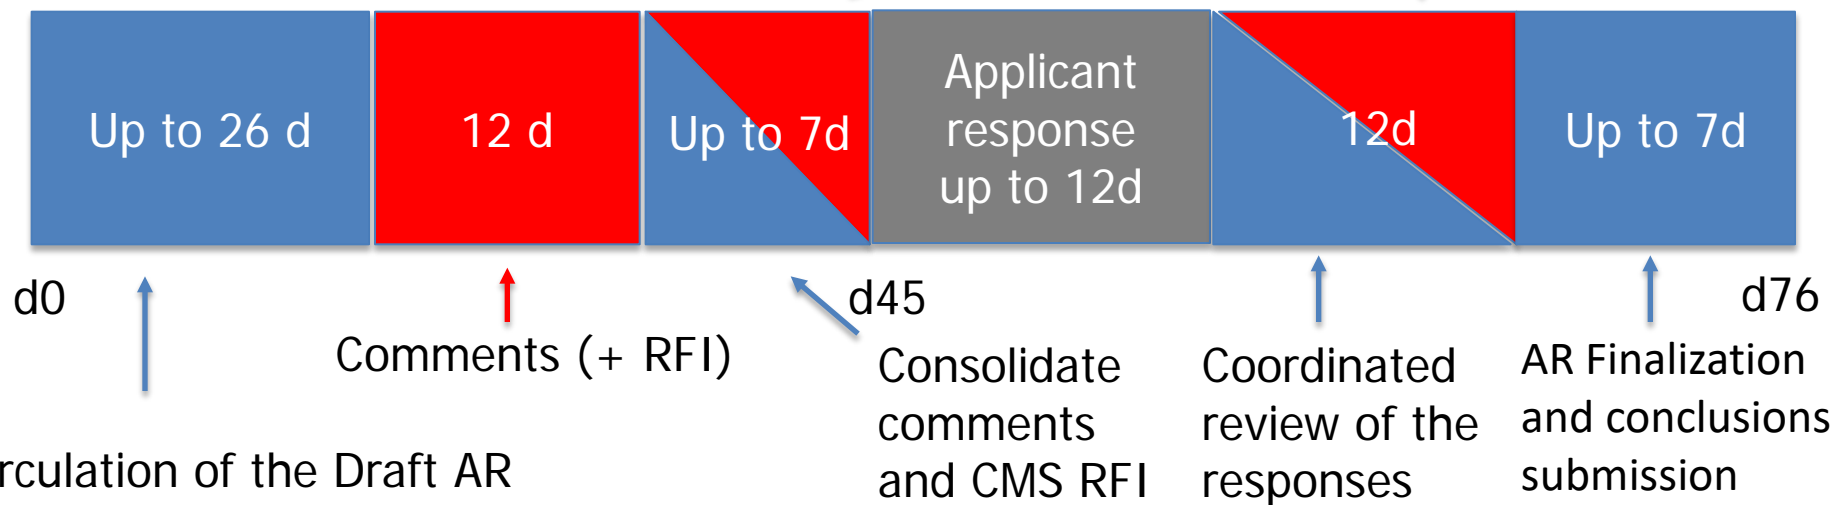 Up to 26 d
12 d
Up to 7d
Applicant
response
up to 12d
12d
Up to 7d
d0
d45
d76
Comments (+ RFI)
rculation of the Draft AR
Consolidate
comments
and CMS RFI
Coordinated
review of the
responses
AR Finalization
and conclusions
submission